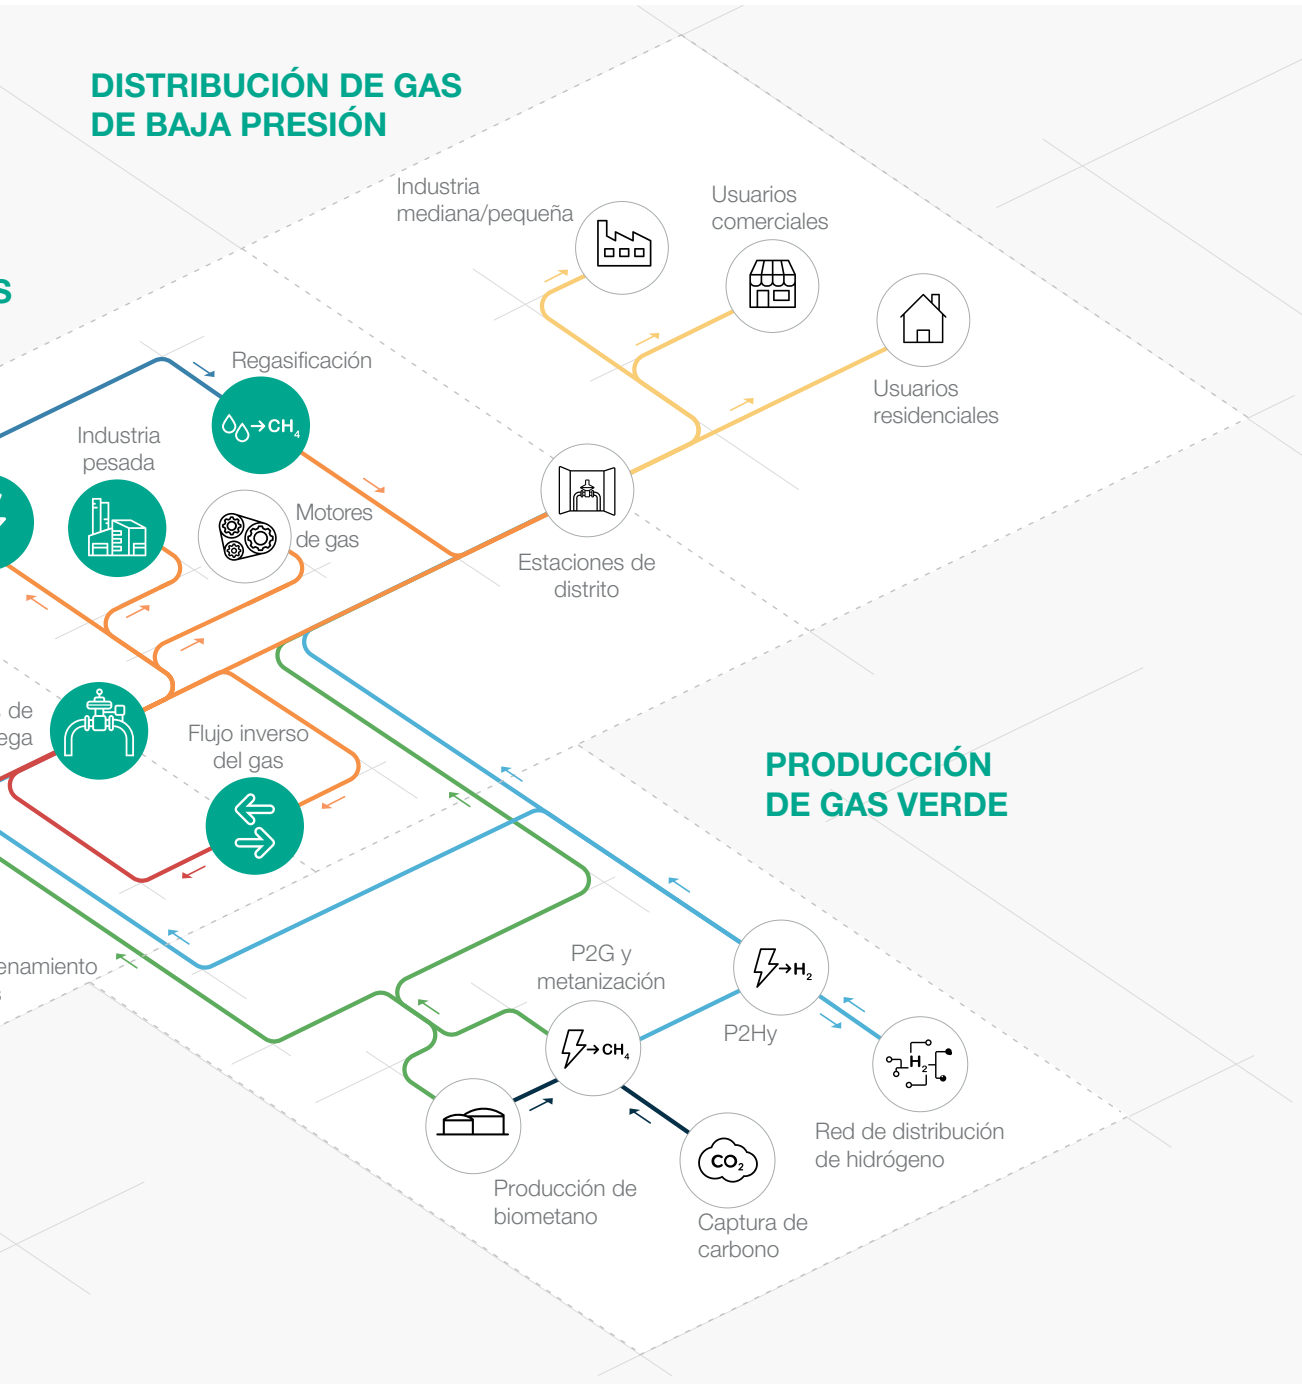 DISTRIBUCIÓN DE GAS
DE BAJA PRESIÓN
Industria
mediana/pequeña
Usuarios
comerciales
S
Regasificación
Usuarios
residenciales
→CH4
Industria
pesada
Motores
de gas
Estaciones de
distrito
de
Flujo inverso
del gas
PRODUCCIÓN
DE GAS VERDE
P2G y
metanización
→H2
P2Hy
→CH4
H2
Red de distribución
de hidrógeno
CO2
Producción de
biometano
Captura de
carbono